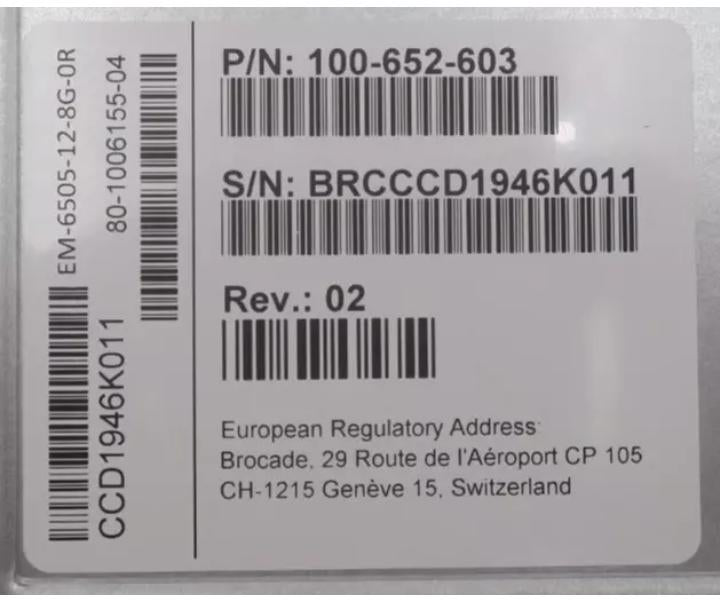 EM-6505-12-8G-0R
80-1006155-04
CCD1946K011
P/N: 100-652-603
S/N: BRCCCD1946K011
Rev.: 02
European Regulatory Address:
Brocade, 29 Route de l'Aéroport CP 105
CH-1215 Genève 15, Switzerland